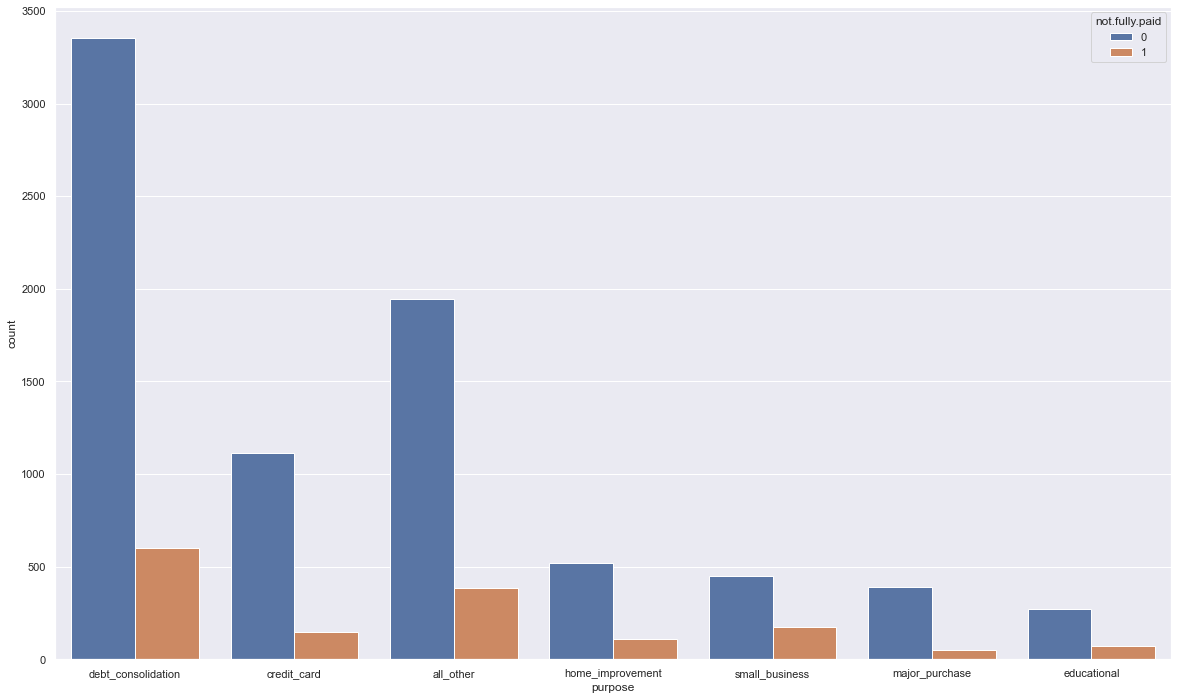 not.fully.paid
0
1
3500
3000
2500
2000
1500
1000
500
0
count
debt_consolidation credit_card all_other home_improvement small_business major_purchase educational
purpose